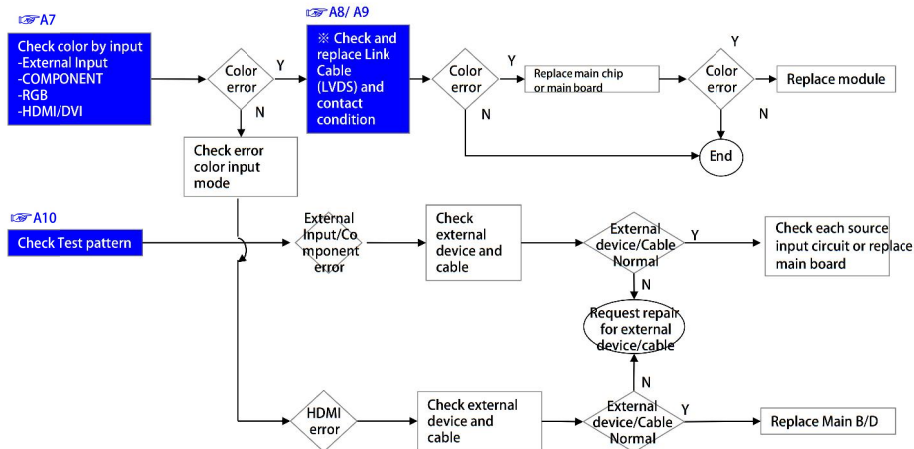 ☞A7
Check color by input
-External Input
-COMPONENT
-RGB
-HDMI/DVI
Color
error
Y
N
☞A8/ A9
※ Check and
replace Link
Cable
(LVDS) and
contact
condition
Color
error
Y
N
Replace main chip
or main board
Y
Color
error
N
Replace module
End
Check error
color input
mode
☞A10
Check Test pattern
External
Input/Co
mponent
error
Check
external
device and
cable
External
device/Cable
Normal
Y
N
Check each source
input circuit or replace
main board
Request repair
for external
device/cable
N
HDMI
error
Check external
device and
cable
External
device/Cable
Normal
Y
Replace Main B/D